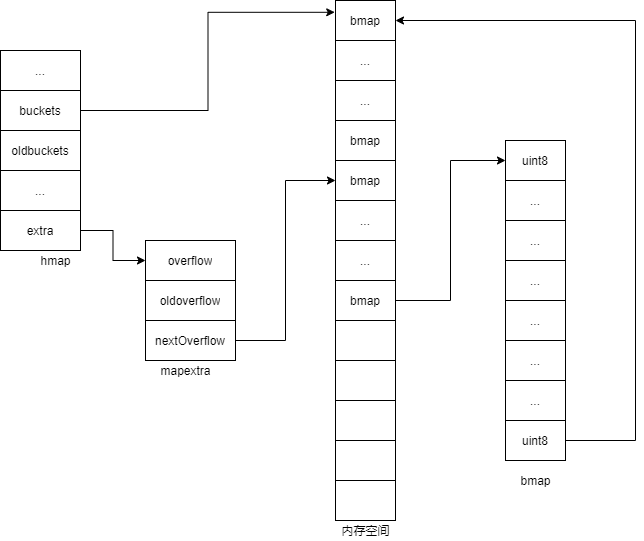 ...
buckets
oldbuckets
...
extra
hmap
overflow
oldoverflow
nextOverflow
mapextra
bmap
...
...
bmap
bmap
...
...
bmap
内存空间
uint8
...
...
...
...
...
...
uint8
bmap